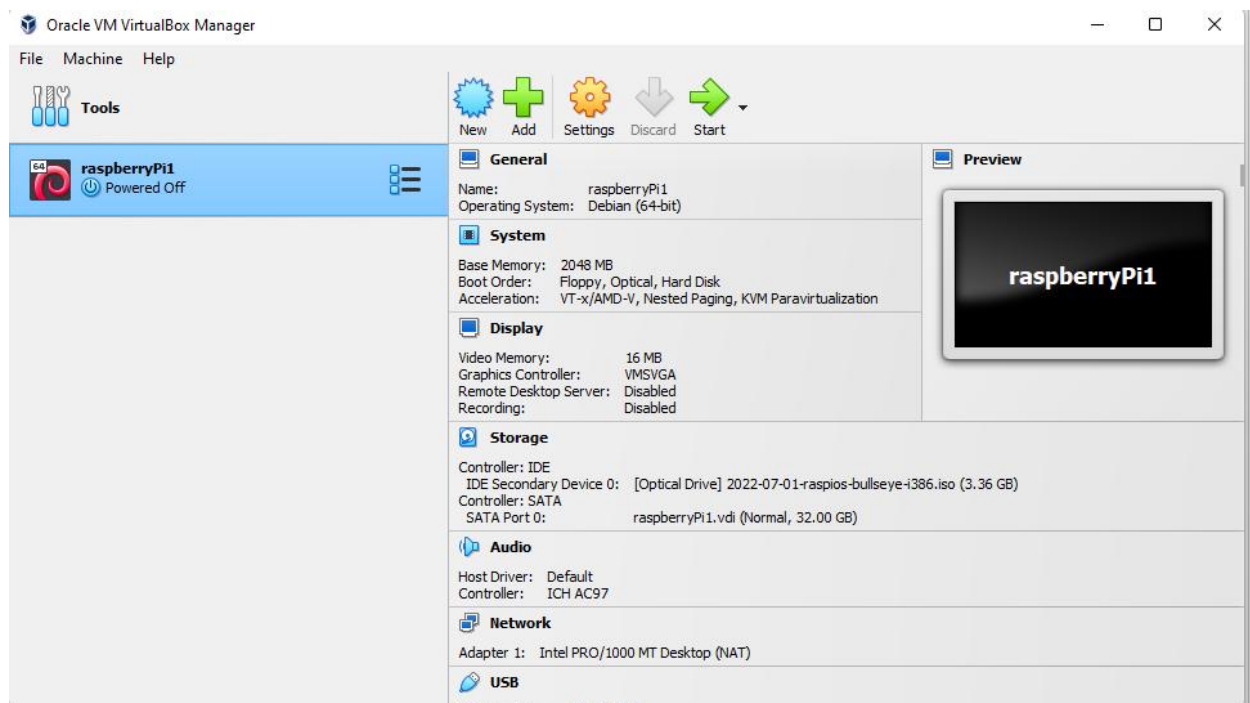 Oracle VM VirtualBox Manager
File Machine Help
Tools
New Add Settings Discard Start
64
raspberryPi1
Powered Off
General
Name: raspberryPi1
Operating System: Debian (64-bit)
System
Base Memory: 2048 MB
Boot Order: Floppy, Optical, Hard Disk
Acceleration: VT-x/AMD-V, Nested Paging, KVM Paravirtualization
Display
Video Memory: 16 MB
Graphics Controller: VMSVGA
Remote Desktop Server: Disabled
Recording: Disabled
Preview
raspberryPi1
Storage
Controller: IDE
IDE Secondary Device 0: [Optical Drive] 2022-07-01-raspios-bullseye-i386.iso (3.36 GB)
Controller: SATA
SATA Port 0: raspberryPi1.vdi (Normal, 32.00 GB)
Audio
Host Driver: Default
Controller: ICH AC97
Network
Adapter 1: Intel PRO/1000 MT Desktop (NAT)
USB